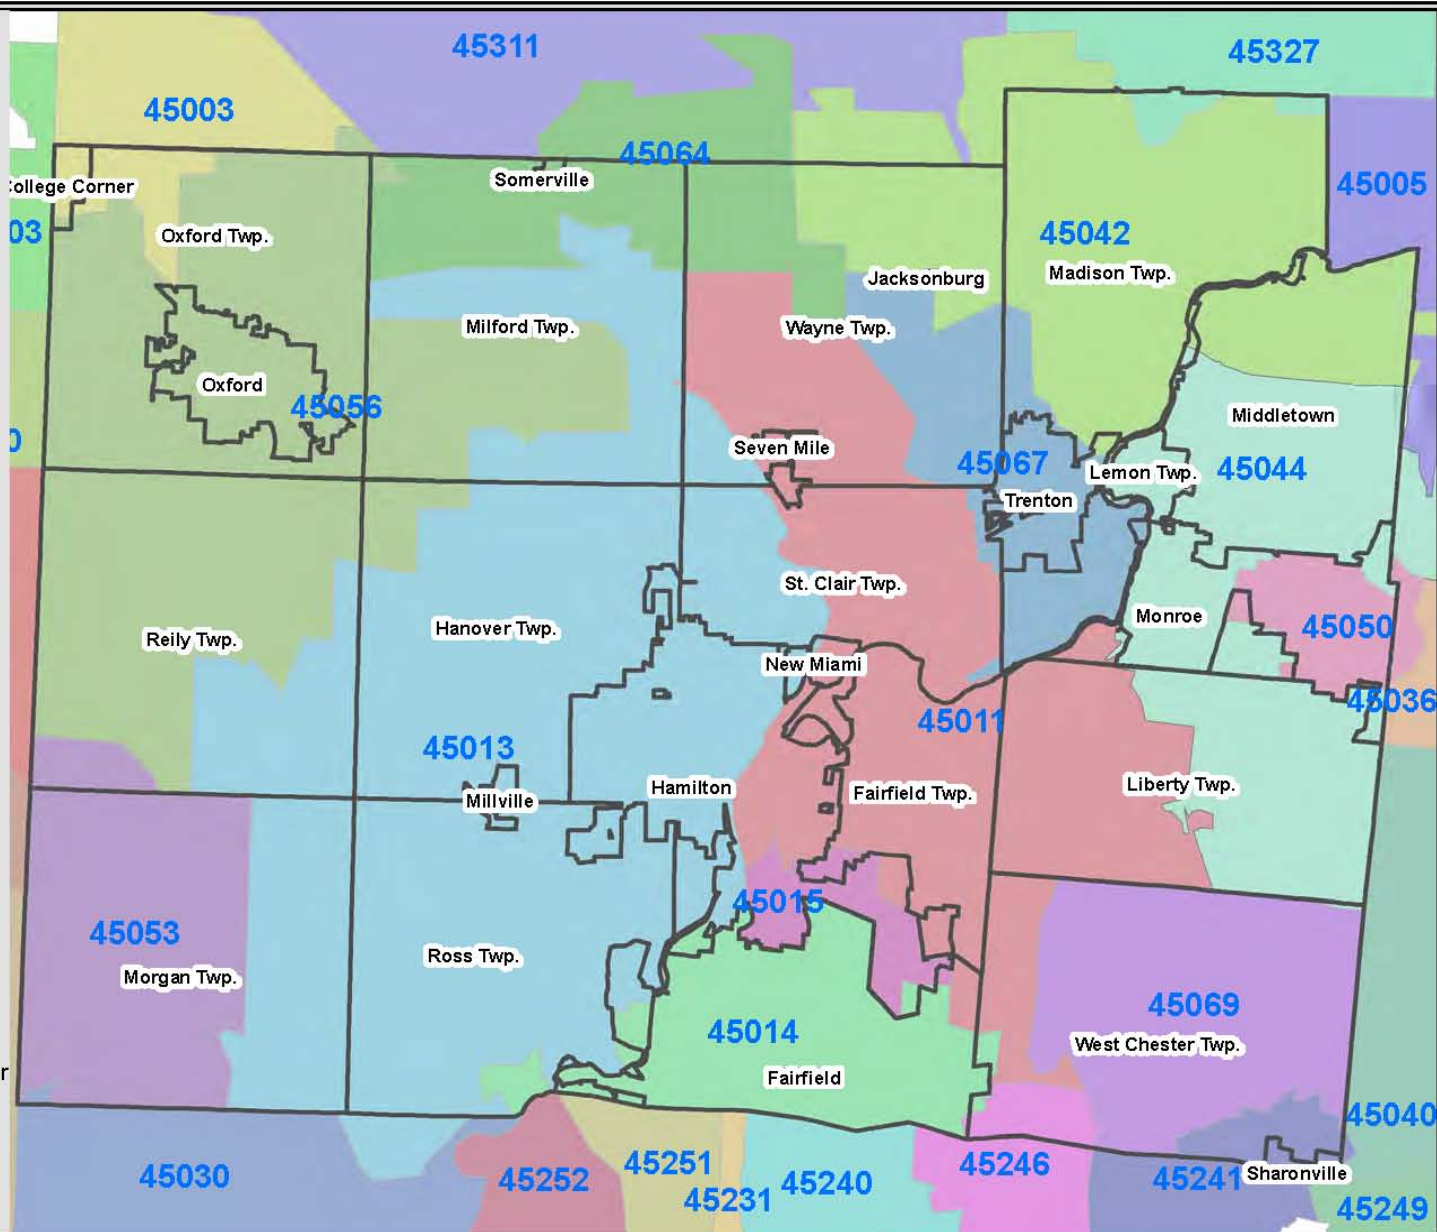 45311
45327
45003
45064
Somerville
45005
College Corner
03
Oxford Twp.
45042
Madison Twp.
Jacksonburg
Milford Twp.
Wayne Twp.
Oxford
45056
Middletown
0
Seven Mile
45067
Lemon Twp.
45044
Trenton
St. Clair Twp.
Reily Twp.
Hanover Twp.
Monroe
45050
New Miami
45036
45011
45013
Millville
Hamilton
Fairfield Twp.
Liberty Twp.
45015
45053
Morgan Twp.
Ross Twp.
45069
West Chester Twp.
45014
Fairfield
r
45040
45030
45252
45251
45231
45240
45246
45241
Sharonville
45249